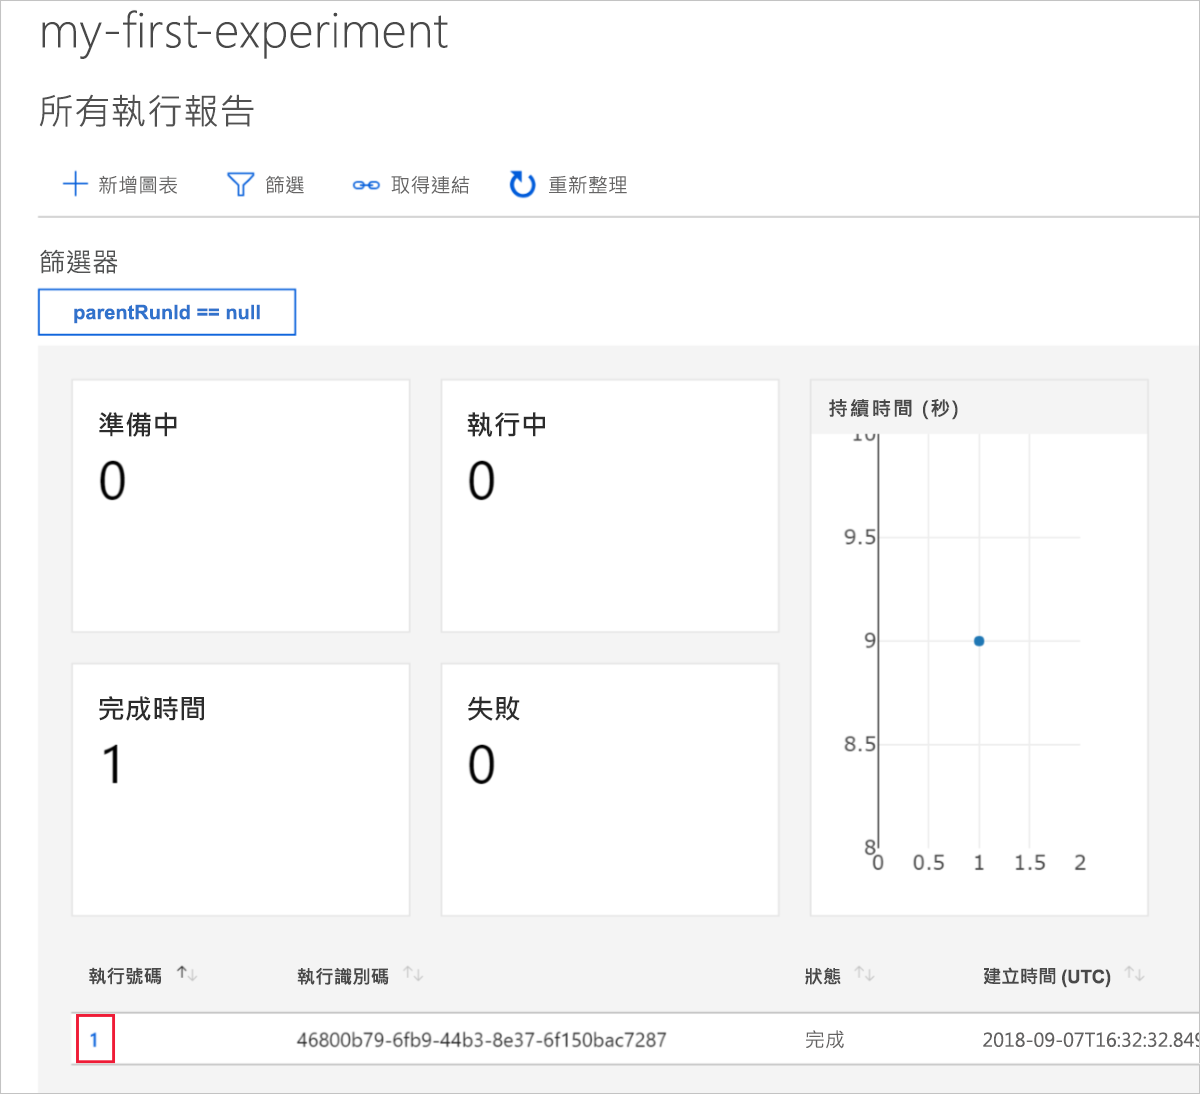 my-first-experiment
所有執行報告
新增圖表 篩選 取得連結 重新整理
篩選器
parentRunId == null
準備中
0
執行中
0
完成時間
1
失敗
0
持續時間 (秒)
10
9.5
9
8.5
8
0 0.5 1 1.5 2
執行號碼 執行識別碼 狀態 建立時間 (UTC)
1 46800b79-6fb9-44b3-8e37-6f150bac7287 完成 2018-09-07T16:32:32.849